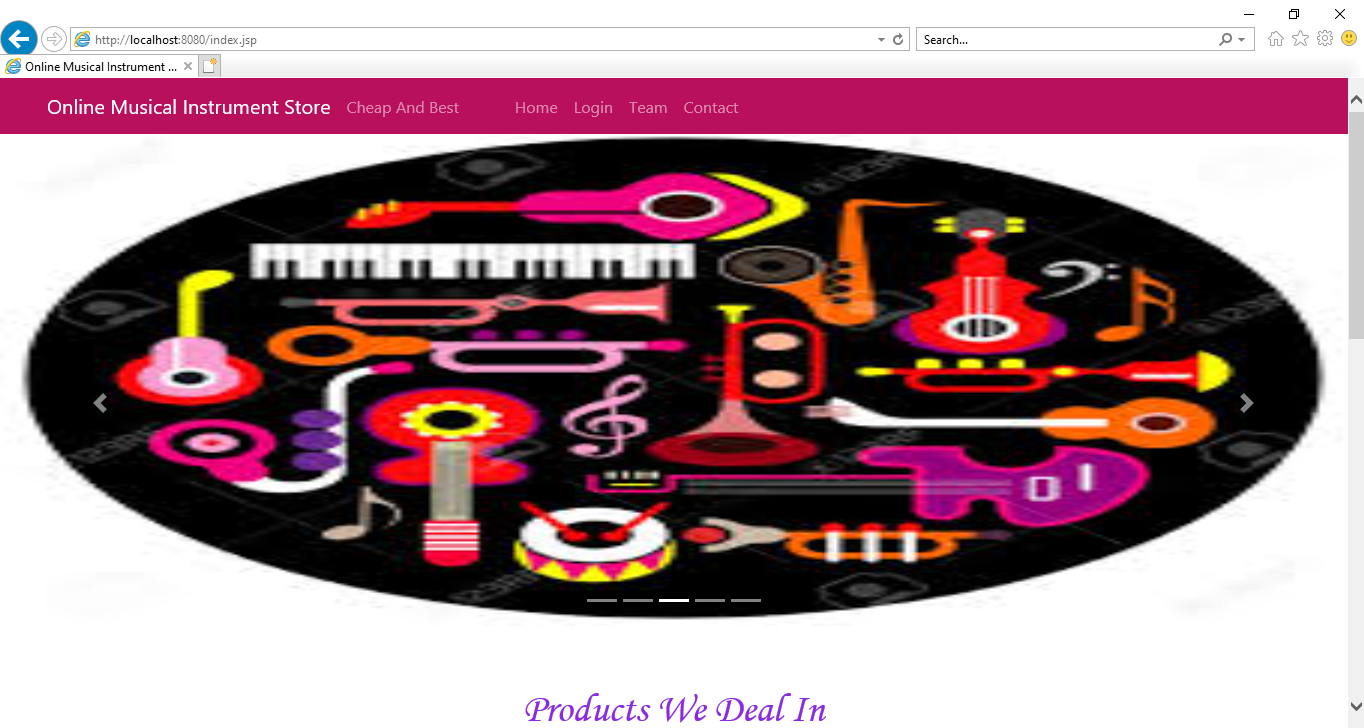 http://localhost:8080/index.jsp
Search...
Online Musical Instrument ...
Online Musical Instrument Store Cheap And Best Home Login Team Contact
Products We Deal In